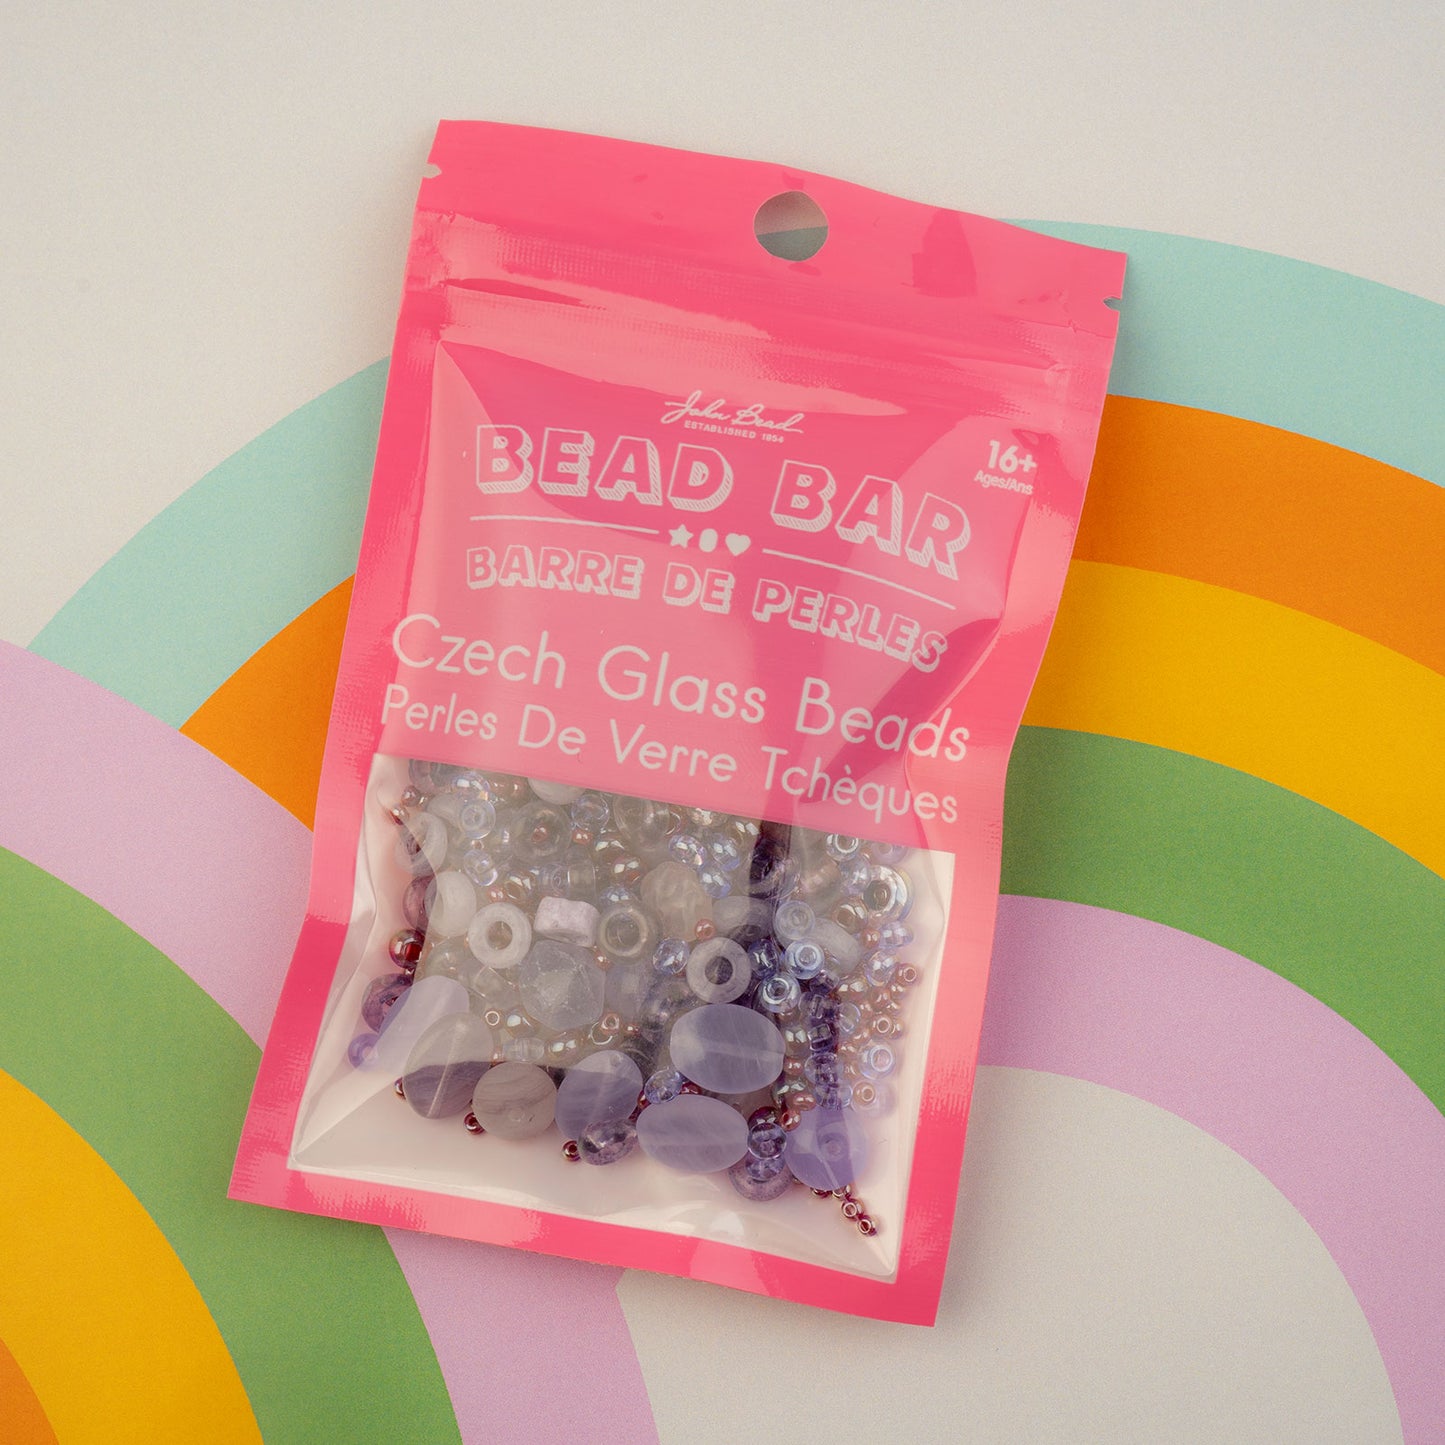 John Bead
ESTABLISHED 1954
BEAD BAR
16+
Ages/Ans
BARRE DE PERLES
Czech Glass Beads
Perles De Verre Tchèques